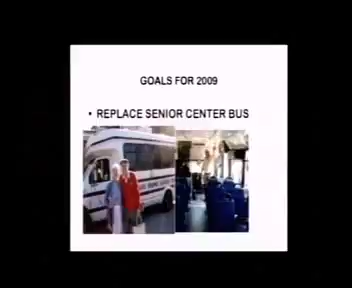 GOALS FOR 2009
• REPLACE SENIOR CENTER BUS